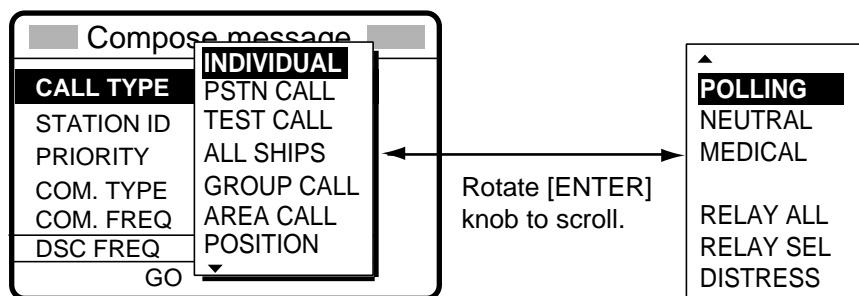 Compose message
CALL TYPE
STATION ID
PRIORITY
COM. TYPE
COM. FREQ
DSC FREQ
GO
INDIVIDUAL
PSTN CALL
TEST CALL
ALL SHIPS
GROUP CALL
AREA CALL
POSITION
Rotate [ENTER]
knob to scroll.
POLLING
NEUTRAL
MEDICAL
RELAY ALL
RELAY SEL
DISTRESS